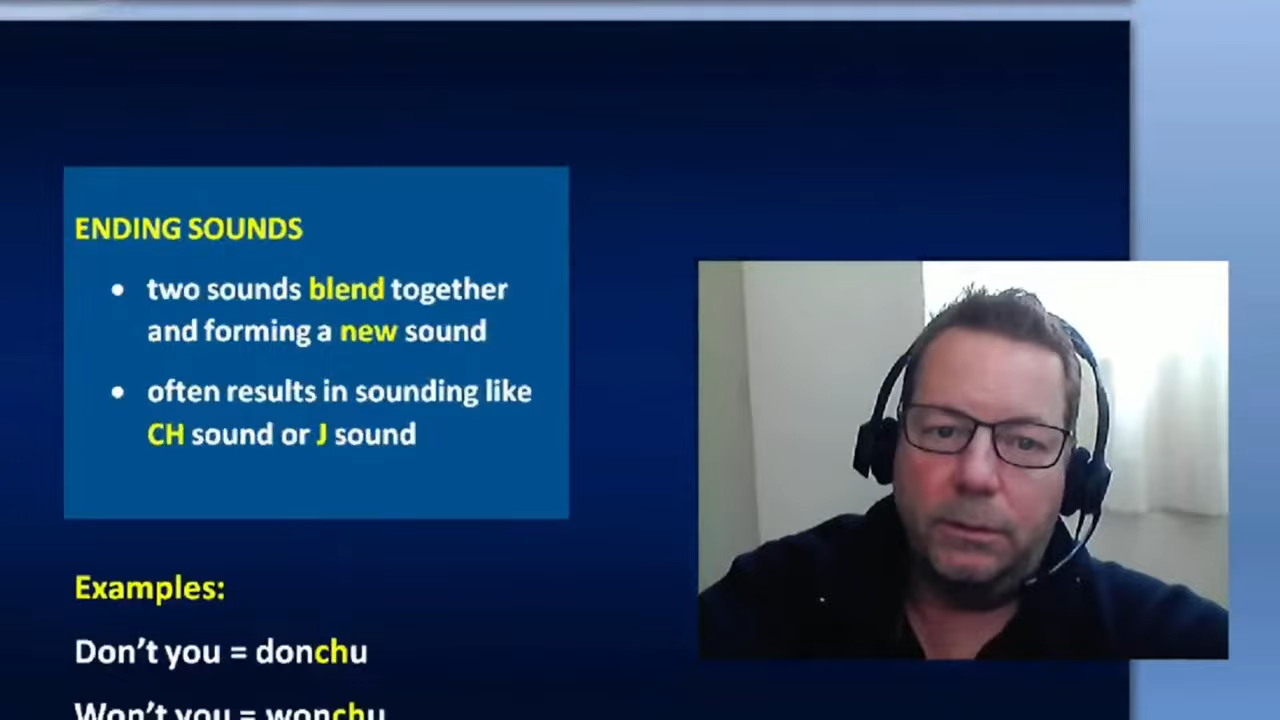 ENDING SOUNDS
• two sounds blend together
and forming a new sound
• often results in sounding like
CH sound or J sound
Examples:
Don’t you = donchu
Won’t you = wonchu